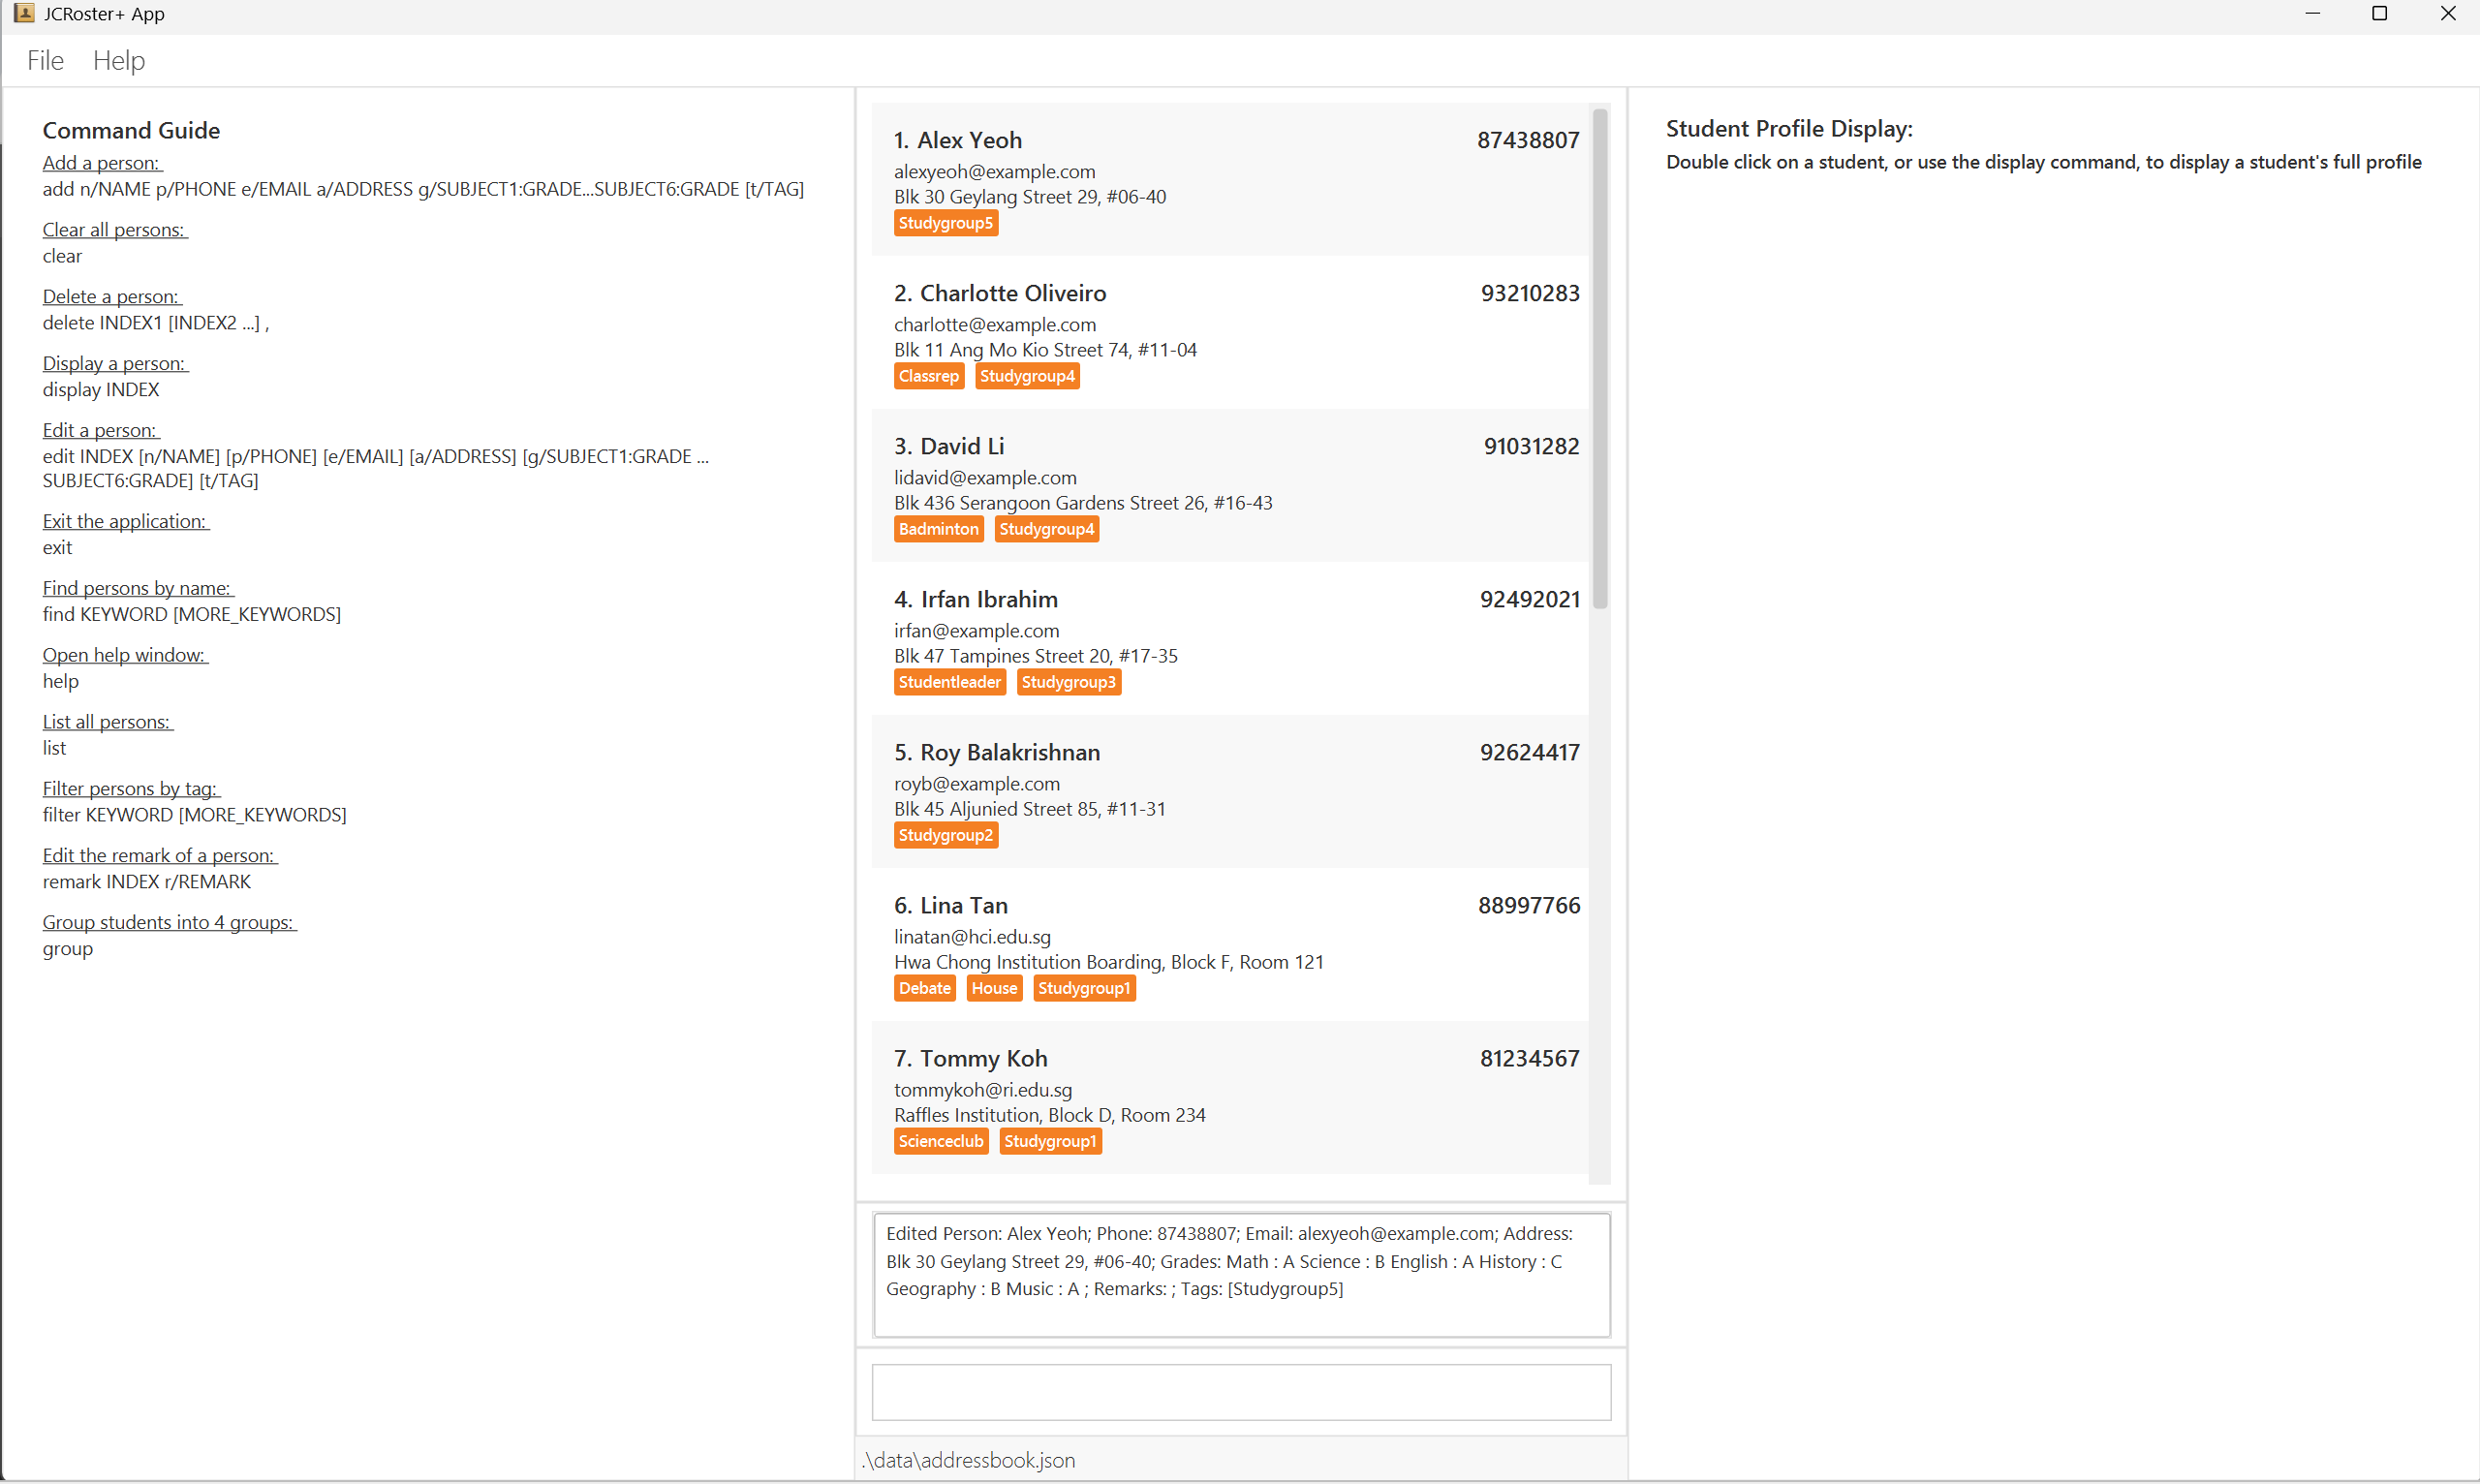 JCRoster+ App
File Help
Command Guide
Add a person:
add n/NAME p/PHONE e/EMAIL a/ADDRESS g/SUBJECT1:GRADE...SUBJECT6:GRADE [t/TAG]
Clear all persons:
clear
Delete a person:
delete INDEX1 [INDEX2 ...] ,
Display a person:
display INDEX
Edit a person:
edit INDEX [n/NAME] [p/PHONE] [e/EMAIL] [a/ADDRESS] [g/SUBJECT1:GRADE ...
SUBJECT6:GRADE] [t/TAG]
Exit the application:
exit
Find persons by name:
find KEYWORD [MORE_KEYWORDS]
Open help window:
help
List all persons:
list
Filter persons by tag:
filter KEYWORD [MORE_KEYWORDS]
Edit the remark of a person:
remark INDEX r/REMARK
Group students into 4 groups:
group
1. Alex Yeoh 87438807
alexyeoh@example.com
Blk 30 Geylang Street 29, #06-40
Studygroup5
2. Charlotte Oliveiro 93210283
charlotte@example.com
Blk 11 Ang Mo Kio Street 74, #11-04
Classrep Studygroup4
3. David Li 91031282
lidavid@example.com
Blk 436 Serangoon Gardens Street 26, #16-43
Badminton Studygroup4
4. Irfan Ibrahim 92492021
irfan@example.com
Blk 47 Tampines Street 20, #17-35
Studentleader Studygroup3
5. Roy Balakrishnan 92624417
royb@example.com
Blk 45 Aljunied Street 85, #11-31
Studygroup2
6. Lina Tan 88997766
linatan@hci.edu.sg
Hwa Chong Institution Boarding, Block F, Room 121
Debate House Studygroup1
7. Tommy Koh 81234567
tommykoh@ri.edu.sg
Raffles Institution, Block D, Room 234
Scienceclub Studygroup1
Edited Person: Alex Yeoh; Phone: 87438807; Email: alexyeoh@example.com; Address:
Blk 30 Geylang Street 29, #06-40; Grades: Math : A Science : B English : A History : C
Geography : B Music : A ; Remarks: ; Tags: [Studygroup5]
.\data\addressbook.json
Student Profile Display:
Double click on a student, or use the display command, to display a student's full profile